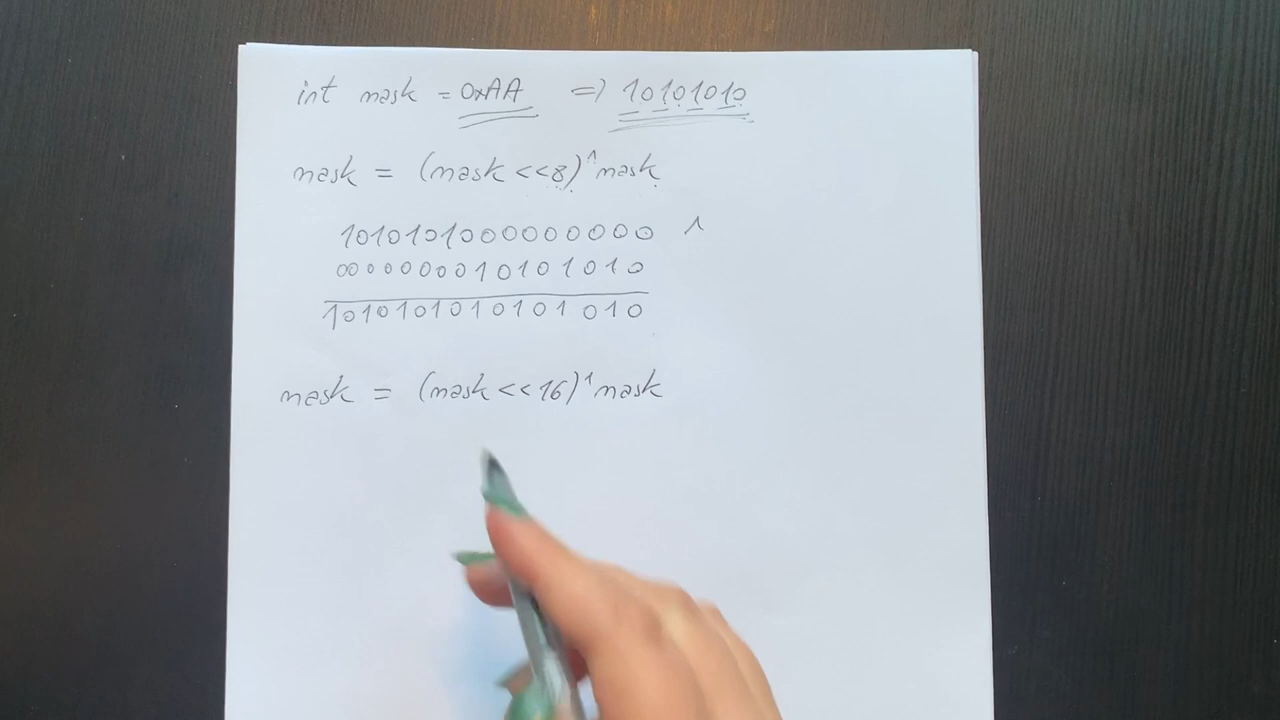 int mask = 0xAA => 10101010
mask = (mask <<8)^mask
1010101000000000 ^
0000000010101010
1010101010101010
mask = (mask <<16)^mask